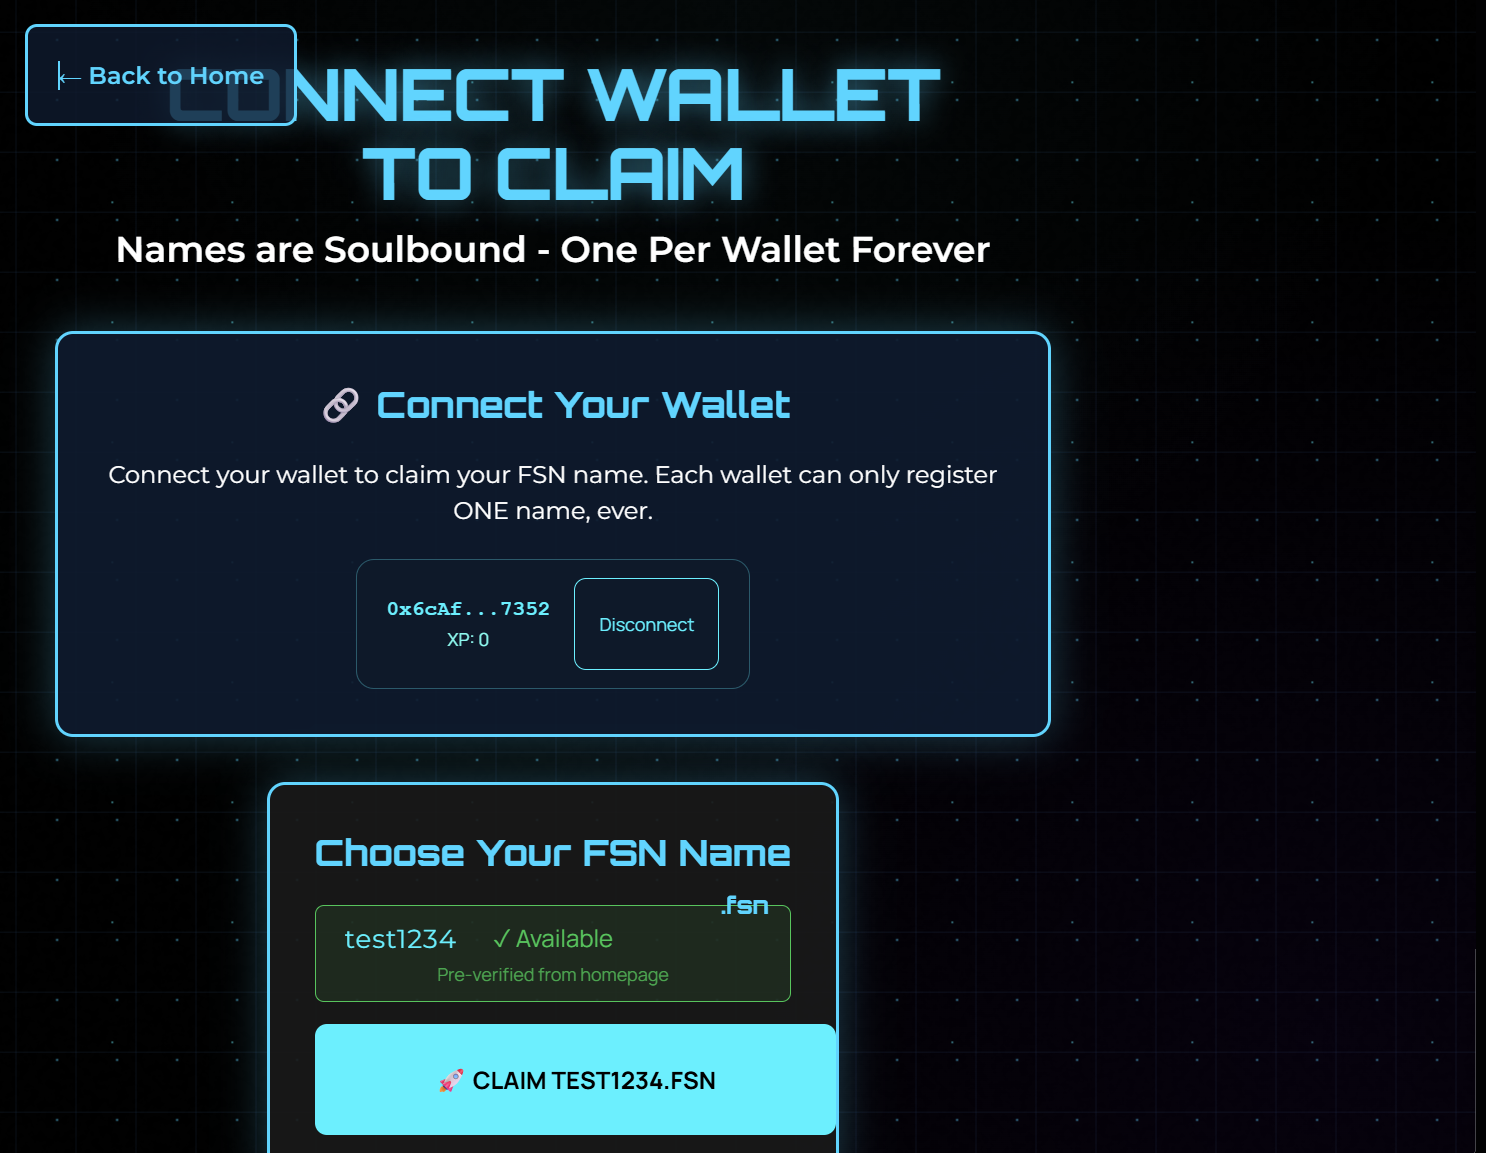 ← Back to Home
CONNECT WALLET
TO CLAIM
Names are Soulbound - One Per Wallet Forever
🔗 Connect Your Wallet
Connect your wallet to claim your FSN name. Each wallet can only register
ONE name, ever.
0x6cAf...7352
XP: 0
Disconnect
Choose Your FSN Name
.fsn
test1234 ✓ Available
Pre-verified from homepage
🚀 CLAIM TEST1234.FSN